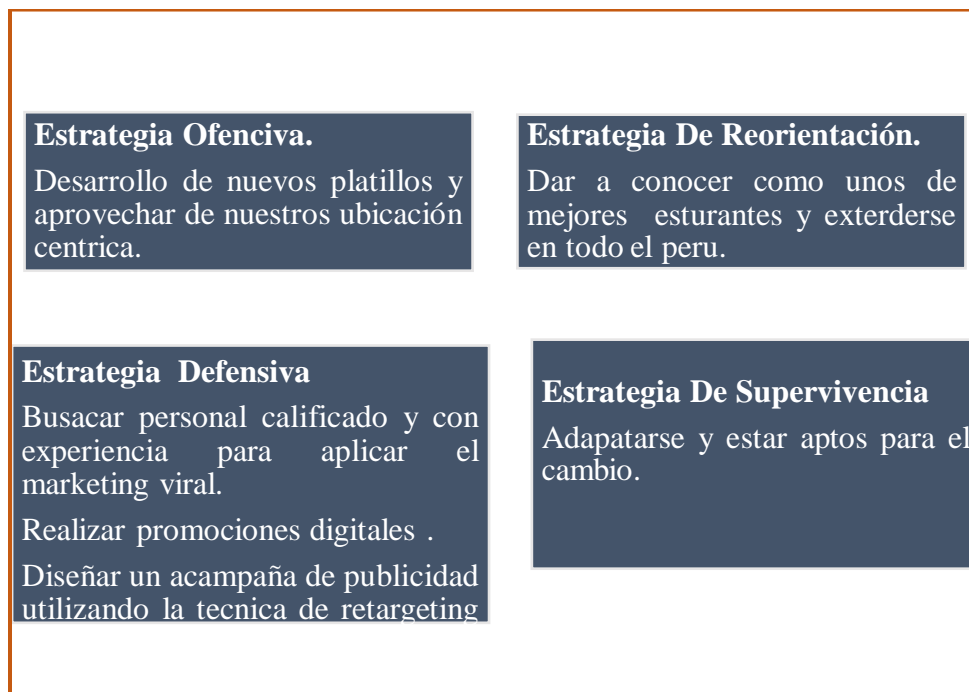 Estrategia Ofenciva.
Desarrollo de nuevos platillos y
aprovechar de nuestros ubicación
centrica.
Estrategia De Reorientación.
Dar a conocer como unos de
mejores esturantes y exterderse
en todo el peru.
Estrategia Defensiva
Busacar personal calificado y con
experiencia para aplicar el
marketing viral.
Realizar promociones digitales .
Diseñar un acampaña de publicidad
utilizando la tecnica de retargeting
Estrategia De Supervivencia
Adapatarse y estar aptos para el
cambio.